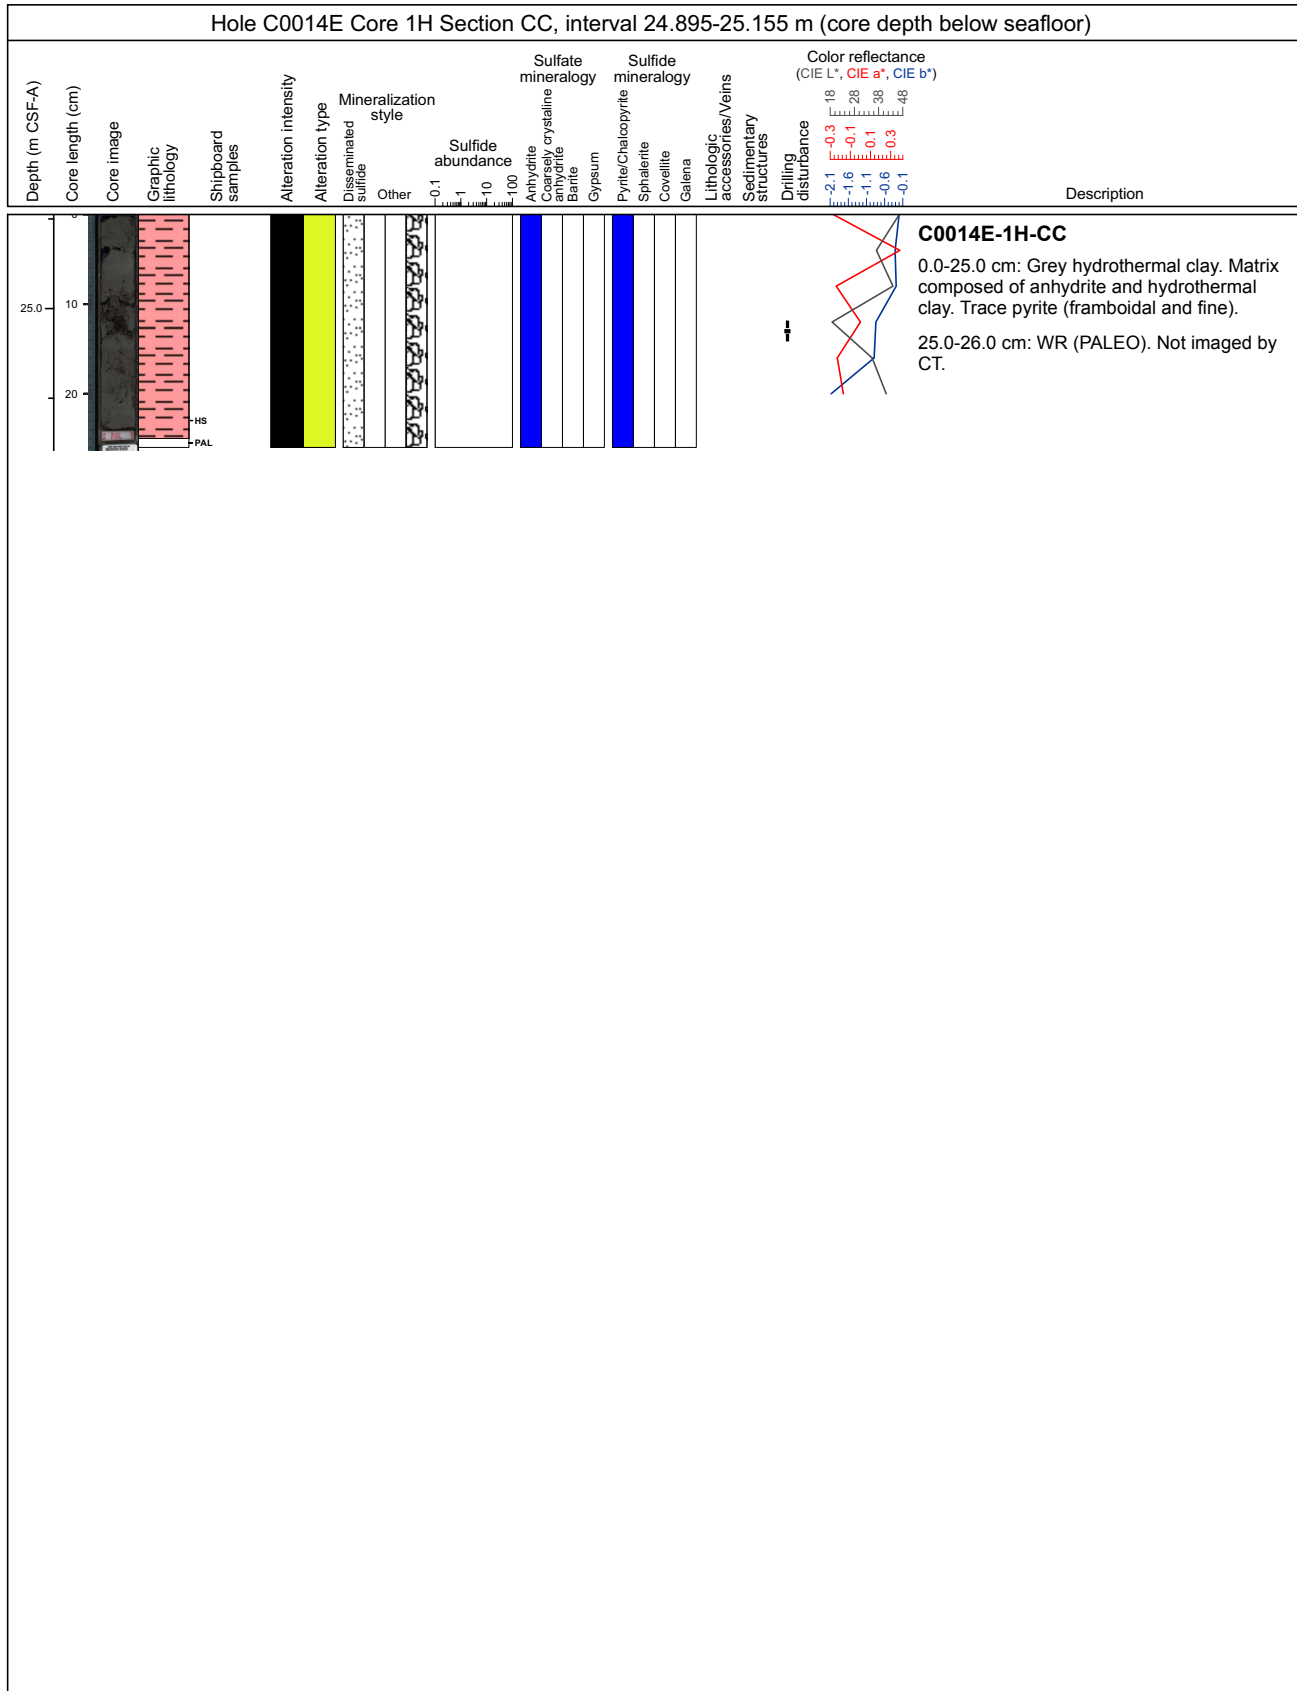 Hole C0014E Core 1H Section CC, interval 24.895-25.155 m (core depth below seafloor)
Depth (m CSF-A)
Core length (cm)
Core image
Graphic
lithology
Shipboard
samples
Alteration intensity
Alteration type
Mineralization
style
Disseminated
sulfide
Other
Sulfide
abundance
0.1
1
10
100
Sulfate
mineralogy
Anhydrite
Coarsely crystaline
anhydrite
Barite
Gypsum
Sulfide
mineralogy
Pyrite/Chalcopyrite
Sphalerite
Covellite
Galena
Lithologic
accessories/Veins
Sedimentary
structures
Drilling
disturbance
Color reflectance
(CIE L*, CIE a*, CIE b*)
18 28 38 48
-0.3 -0.1 0.1 0.3
-2.1 -1.6 -1.1 -0.6 -0.1
Description
0
10
20
25.0
PAL
HS
PAL
C0014E-1H-CC
0.0-25.0 cm: Grey hydrothermal clay. Matrix
composed of anhydrite and hydrothermal
clay. Trace pyrite (framboidal and fine).
25.0-26.0 cm: WR (PALEO). Not imaged by
CT.